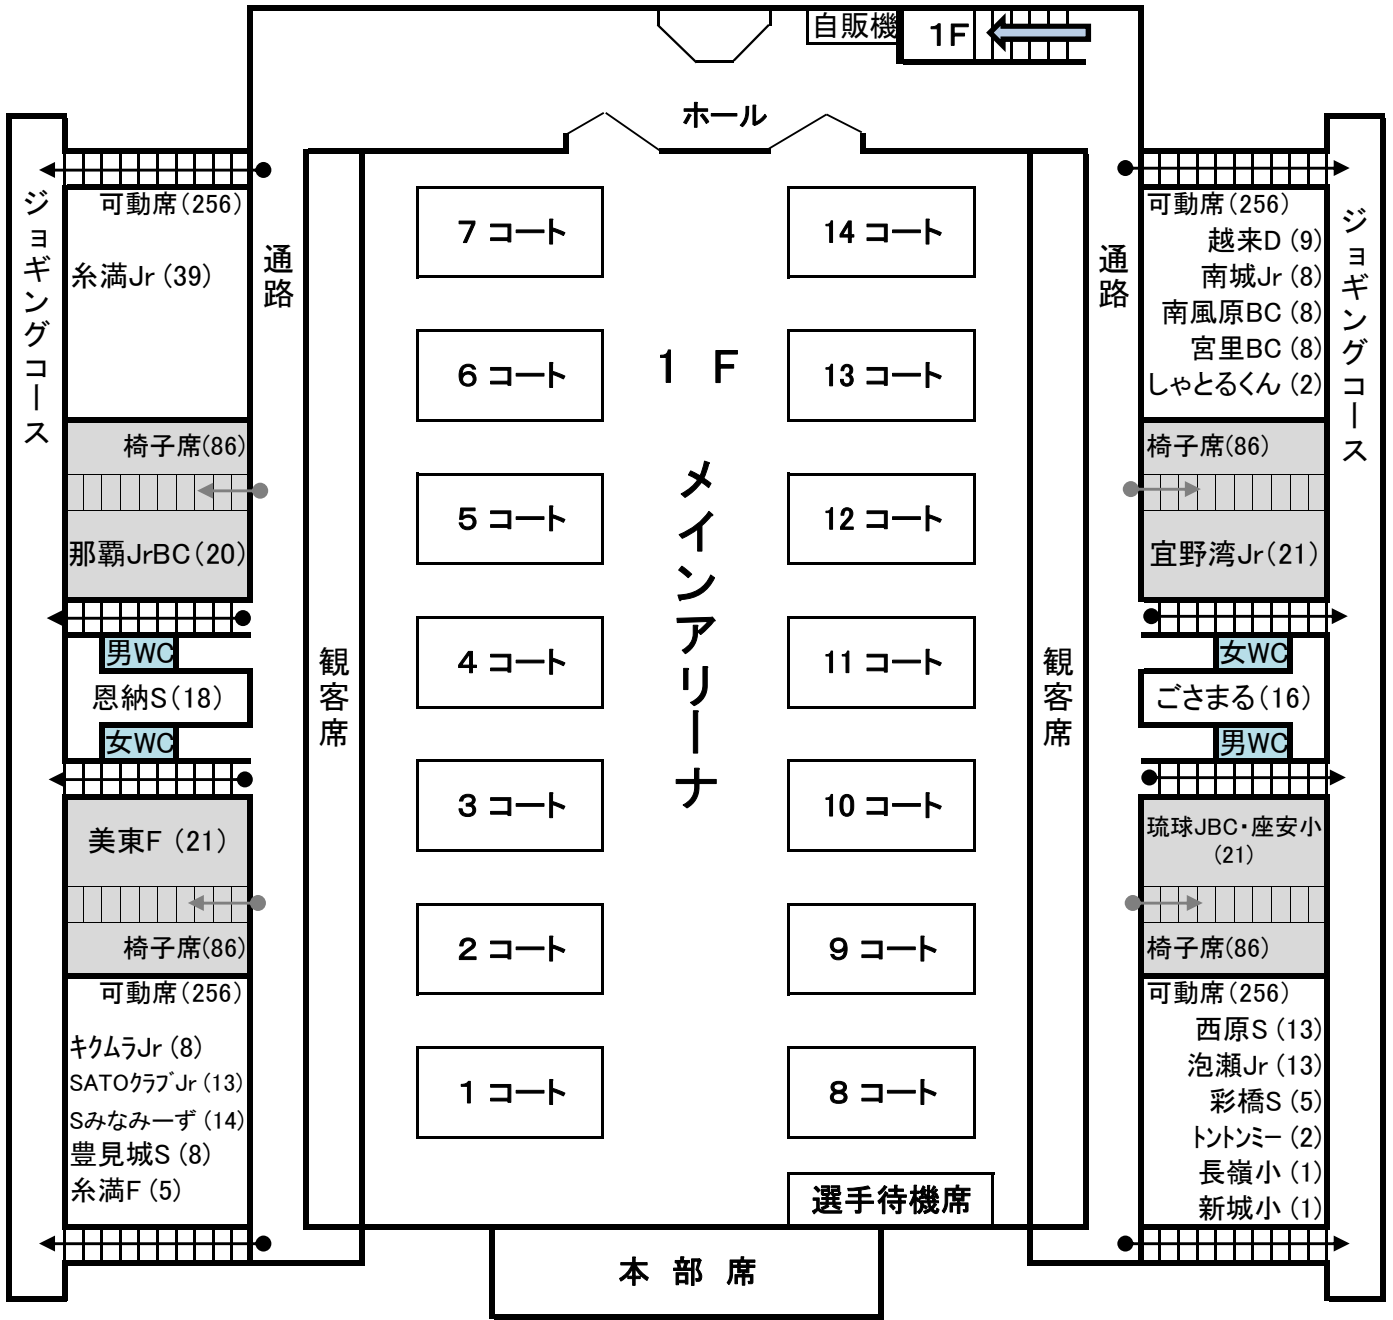 自販機
1F
ホール
ジョギングコース
可動席(256)
糸満Jr (39)
椅子席(86)
那覇JrBC(20)
男WC
恩納S(18)
女WC
美東F (21)
椅子席(86)
可動席(256)
キクムラJr (8)
SATOクラブJr (13)
Sみなみーず (14)
豊見城S (8)
糸満F (5)
通路
観客席
7 コート
6 コート
5 コート
4 コート
3 コート
2 コート
1 コート
1 F
メインアリーナ
14 コート
13 コート
12 コート
11 コート
10 コート
9 コート
8 コート
選手待機席
本部席
観客席
通路
可動席(256)
越来D (9)
南城Jr (8)
南風原BC (8)
宮里BC (8)
しゃとるくん (2)
椅子席(86)
宜野湾Jr(21)
女WC
ごさまる(16)
男WC
琉球JBC・座安小
(21)
椅子席(86)
可動席(256)
西原S (13)
泡瀬Jr (13)
彩橋S (5)
トントンミー (2)
長嶺小 (1)
新城小 (1)
ジョギングコース